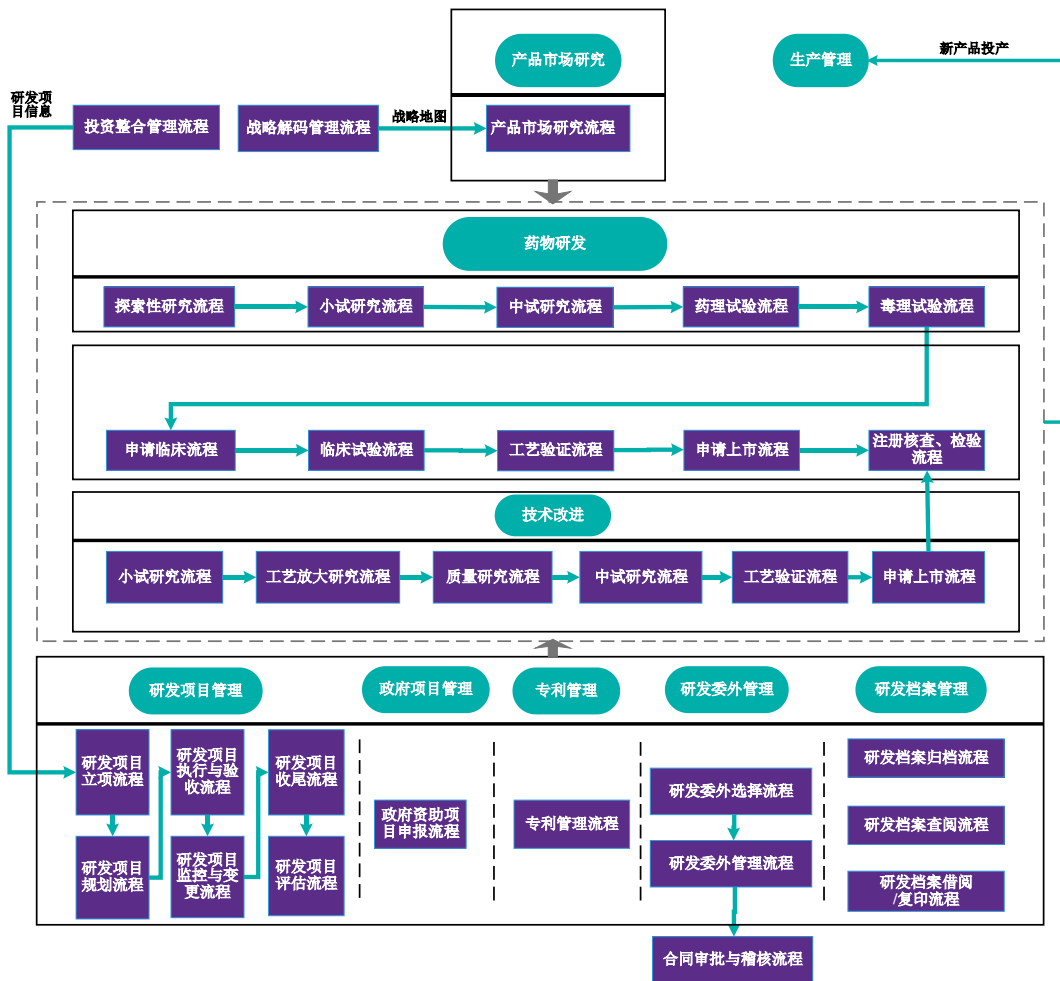 产品市场研究
生产管理
新产品投产
研发项
目信息
投资整合管理流程
战略解码管理流程
战略地图
产品市场研究流程
药物研发
探索性研究流程
小试研究流程
中试研究流程
药理试验流程
毒理试验流程
申请临床流程
临床试验流程
工艺验证流程
申请上市流程
注册核查、检验
流程
技术改进
小试研究流程
工艺放大研究流程
质量研究流程
中试研究流程
工艺验证流程
申请上市流程
研发项目管理
政府项目管理
专利管理
研发委外管理
研发档案管理
研发项目
立项流程
研发项目
执行与验
收流程
研发项目
收尾流程
研发项目
规划流程
研发项目
监控与变
更流程
研发项目
评估流程
政府资助项
目申报流程
专利管理流程
研发委外选择流程
研发委外管理流程
研发档案归档流程
研发档案查阅流程
研发档案借阅
/复印流程
合同审批与稽核流程